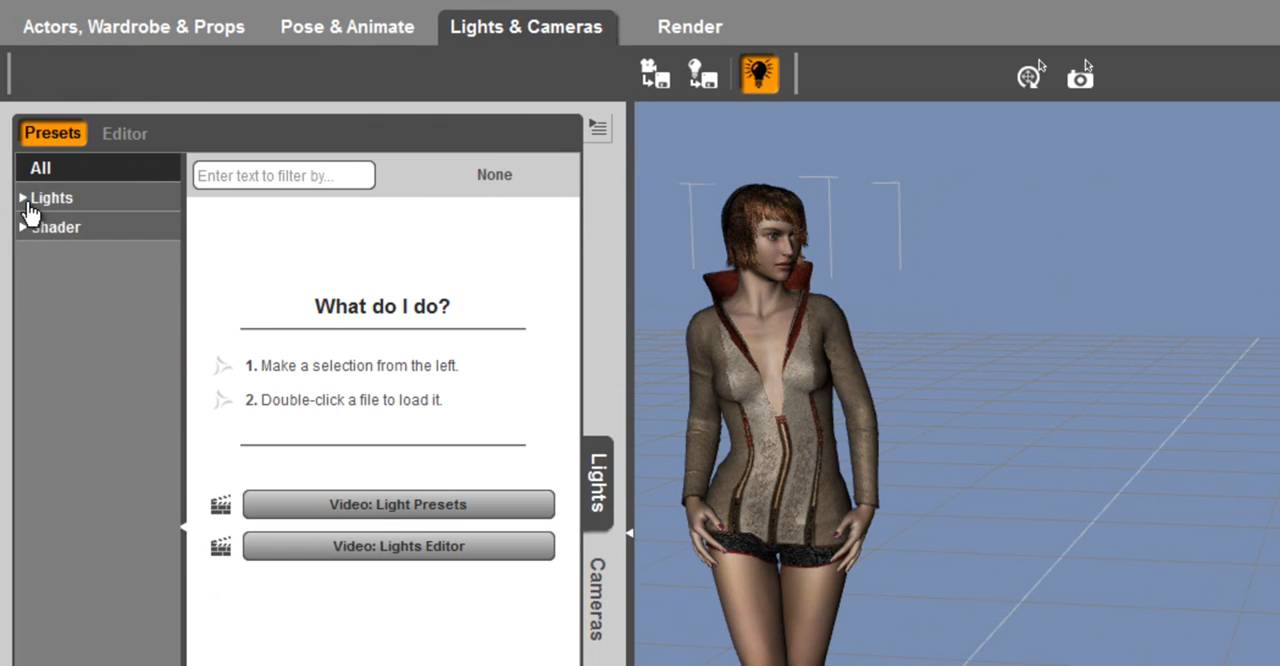 Actors, Wardrobe & Props
Pose & Animate
Lights & Cameras
Render
Presets
Editor
All
Lights
Shader
Enter text to filter by...
None
What do I do?
1. Make a selection from the left.
2. Double-click a file to load it.
Video: Light Presets
Video: Lights Editor
Lights
Cameras